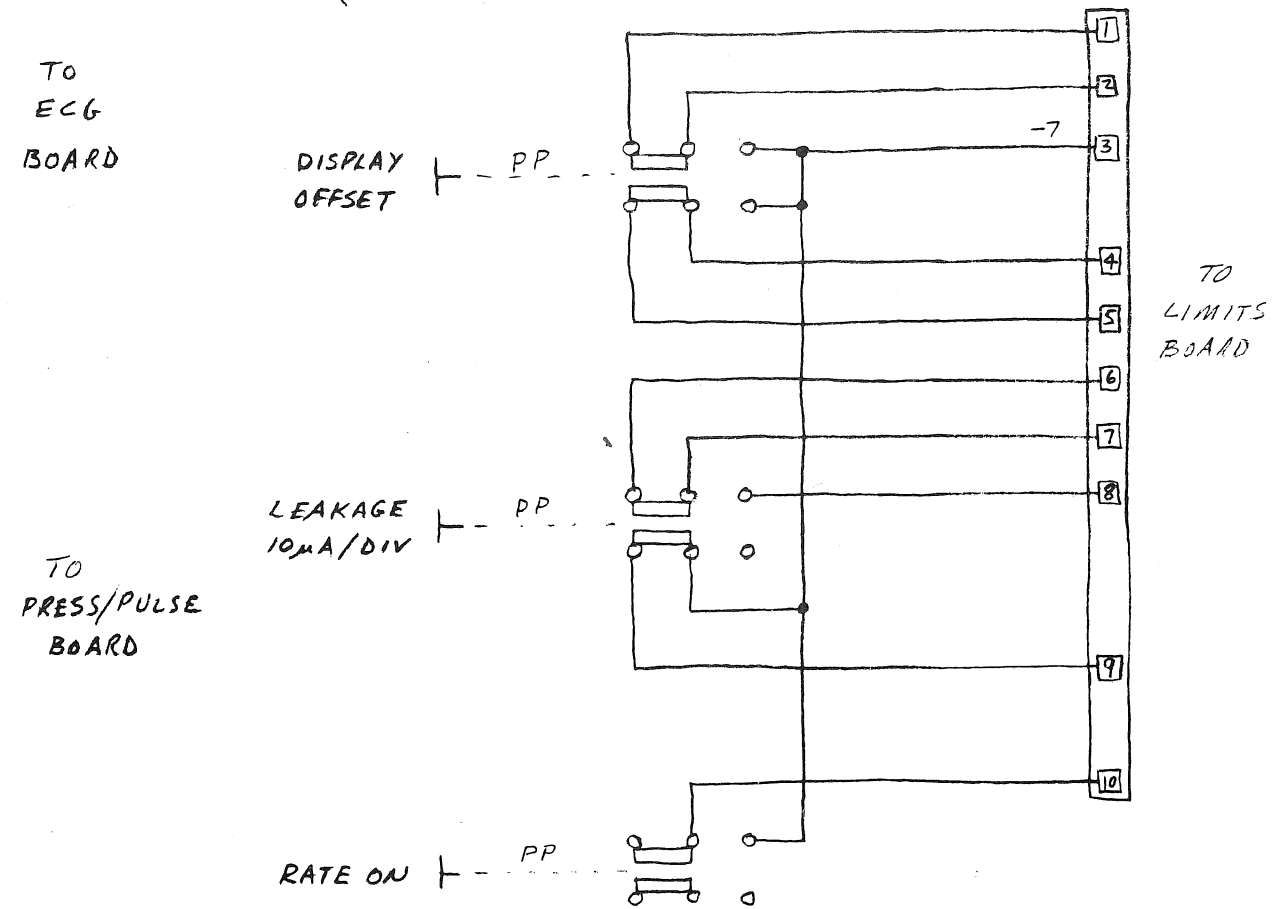 TO
ECG
BOARD
DISPLAY
OFFSET
PP
1
2
-7
3
4
5
TO
LIMITS
BOARD
6
7
8
LEAKAGE
10µA/DIV
PP
TO
PRESS/PULSE
BOARD
9
10
RATE ON
PP